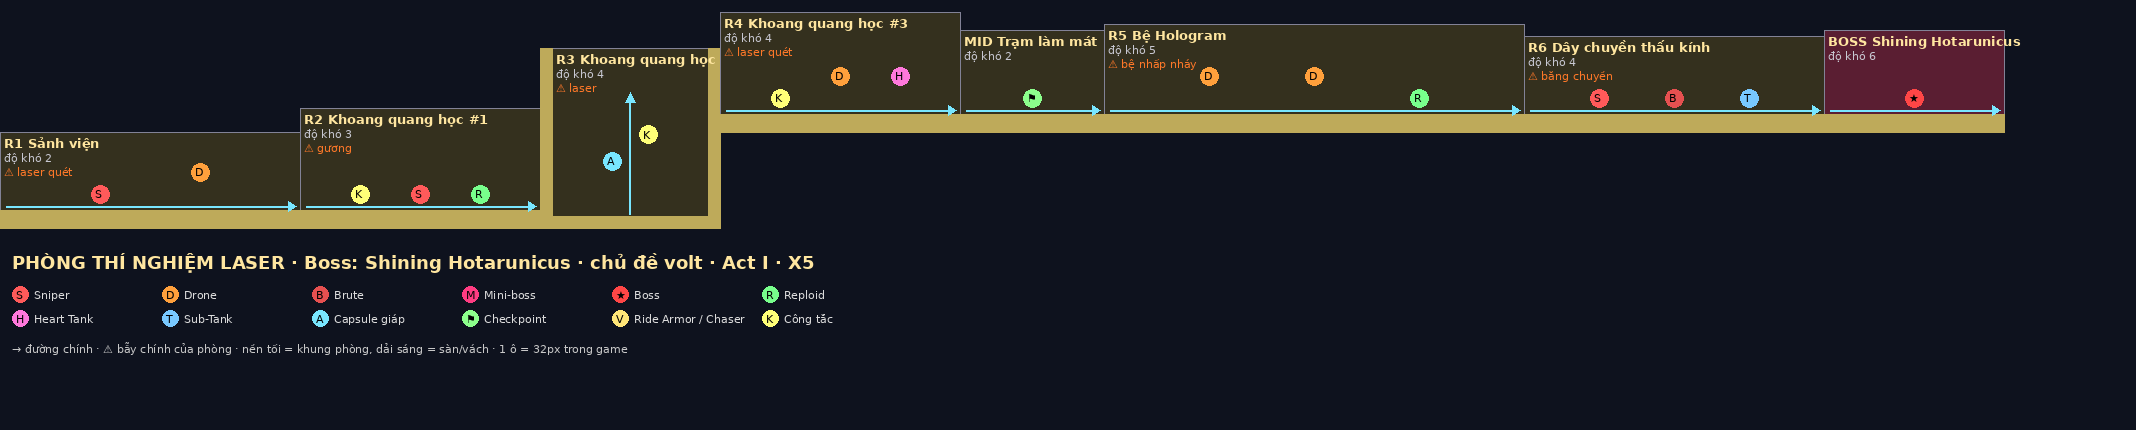 R1 Sảnh viện
độ khó 2
⚠ laser quét
S
D
R2 Khoang quang học #1
độ khó 3
⚠ gương
K
S
R
R3 Khoang quang học
độ khó 4
⚠ laser
K
A
R4 Khoang quang học #3
độ khó 4
⚠ laser quét
K
D
H
MID Trạm làm mát
độ khó 2
⚑
R5 Bệ Hologram
độ khó 5
⚠ bệ nhấp nháy
D
D
R
R6 Dây chuyền thấu kính
độ khó 4
⚠ băng chuyền
S
B
T
BOSS Shining Hotarunicus
độ khó 6
★
PHÒNG THÍ NGHIỆM LASER · Boss: Shining Hotarunicus · chủ đề volt · Act I · X5
S Sniper
D Drone
B Brute
M Mini-boss
★ Boss
R Reploid
H Heart Tank
T Sub-Tank
A Capsule giáp
⚑ Checkpoint
V Ride Armor / Chaser
K Công tắc
→ đường chính · ⚠ bẫy chính của phòng · nền tối = khung phòng, dải sáng = sàn/vách · 1 ô = 32px trong game